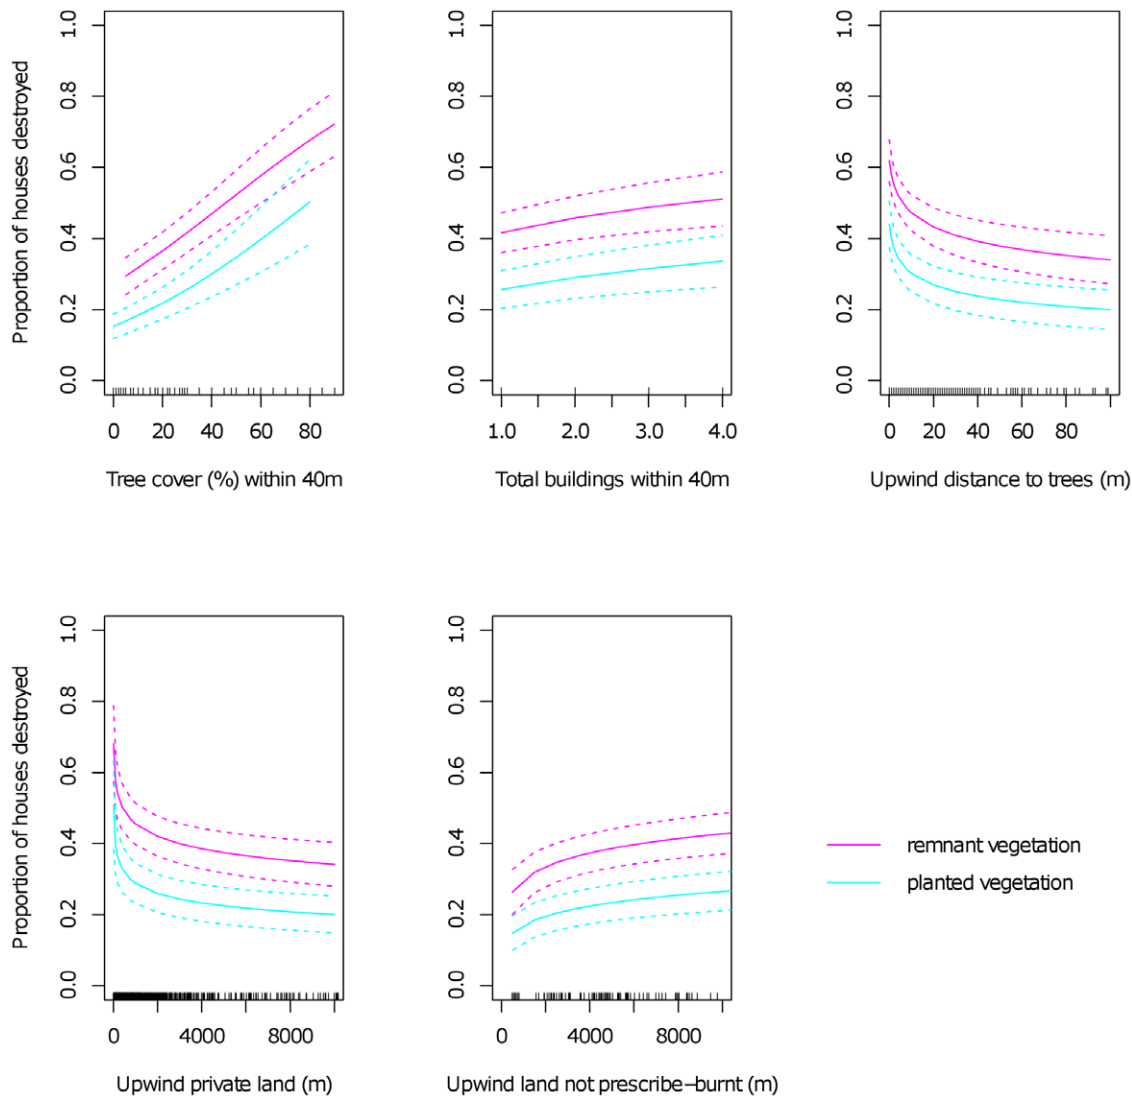 Proportion of houses destroyed
1.0
0.8
0.6
0.4
0.2
0.0
0 20 40 60 80
Tree cover (%) within 40m
1.0
0.8
0.6
0.4
0.2
0.0
1.0 2.0 3.0 4.0
Total buildings within 40m
1.0
0.8
0.6
0.4
0.2
0.0
0 20 40 60 80
Upwind distance to trees (m)
Proportion of houses destroyed
1.0
0.8
0.6
0.4
0.2
0.0
0 4000 8000
Upwind private land (m)
1.0
0.8
0.6
0.4
0.2
0.0
0 4000 8000
Upwind land not prescribe−burnt (m)
remnant vegetation
planted vegetation